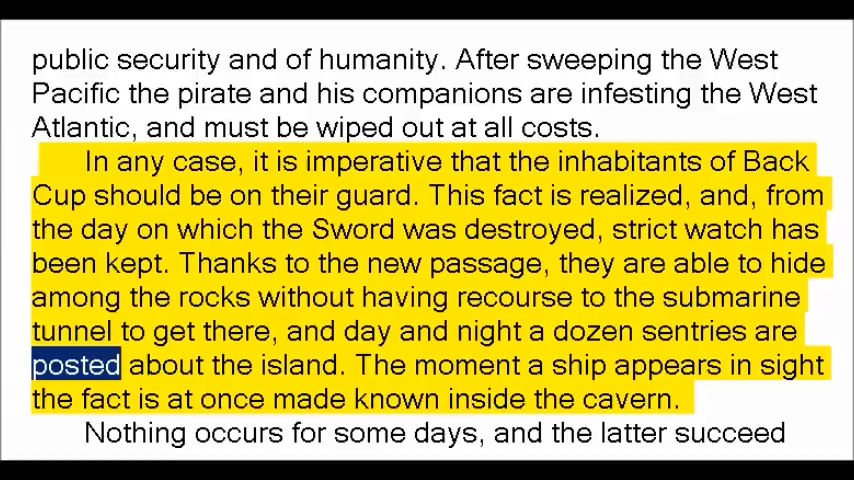 public security and of humanity. After sweeping the West
Pacific the pirate and his companions are infesting the West
Atlantic, and must be wiped out at all costs.
In any case, it is imperative that the inhabitants of Back
Cup should be on their guard. This fact is realized, and, from
the day on which the Sword was destroyed, strict watch has
been kept. Thanks to the new passage, they are able to hide
among the rocks without having recourse to the submarine
tunnel to get there, and day and night a dozen sentries are
posted about the island. The moment a ship appears in sight
the fact is at once made known inside the cavern.
Nothing occurs for some days, and the latter succeed